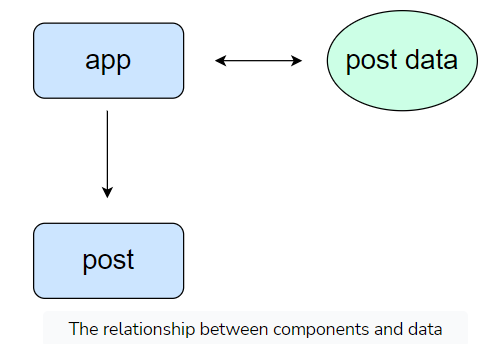 app
post data
post
The relationship between components and data